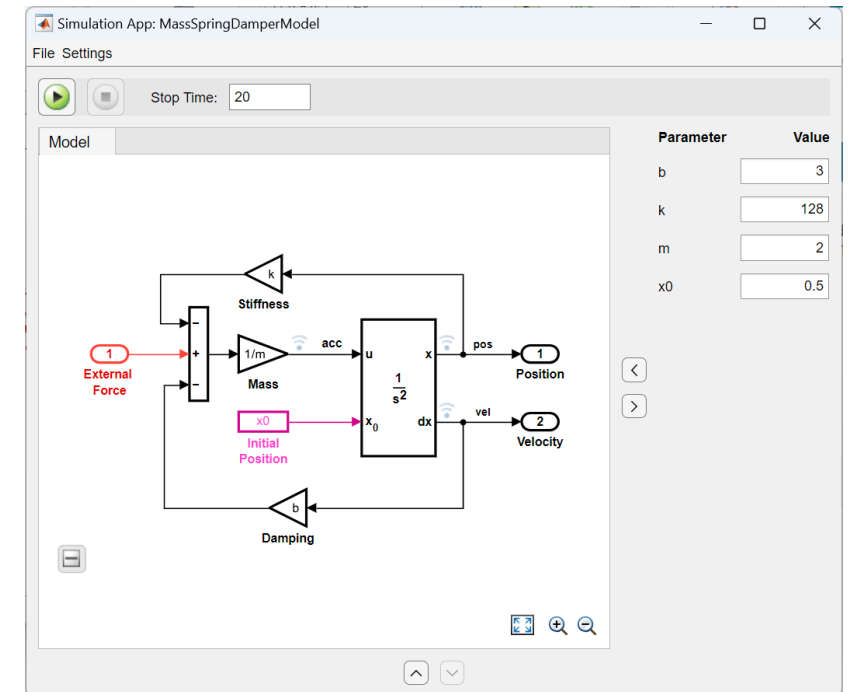 Simulation App: MassSpringDamperModel
File Settings
Stop Time: 20
Model
Parameter Value
b 3
k 128
m 2
x0 0.5
k
Stiffness
−
+
−
1
External
Force
1/m
Mass
acc
u
x
1
s2
x0
dx
pos
1
Position
vel
2
Velocity
x0
Initial
Position
b
Damping